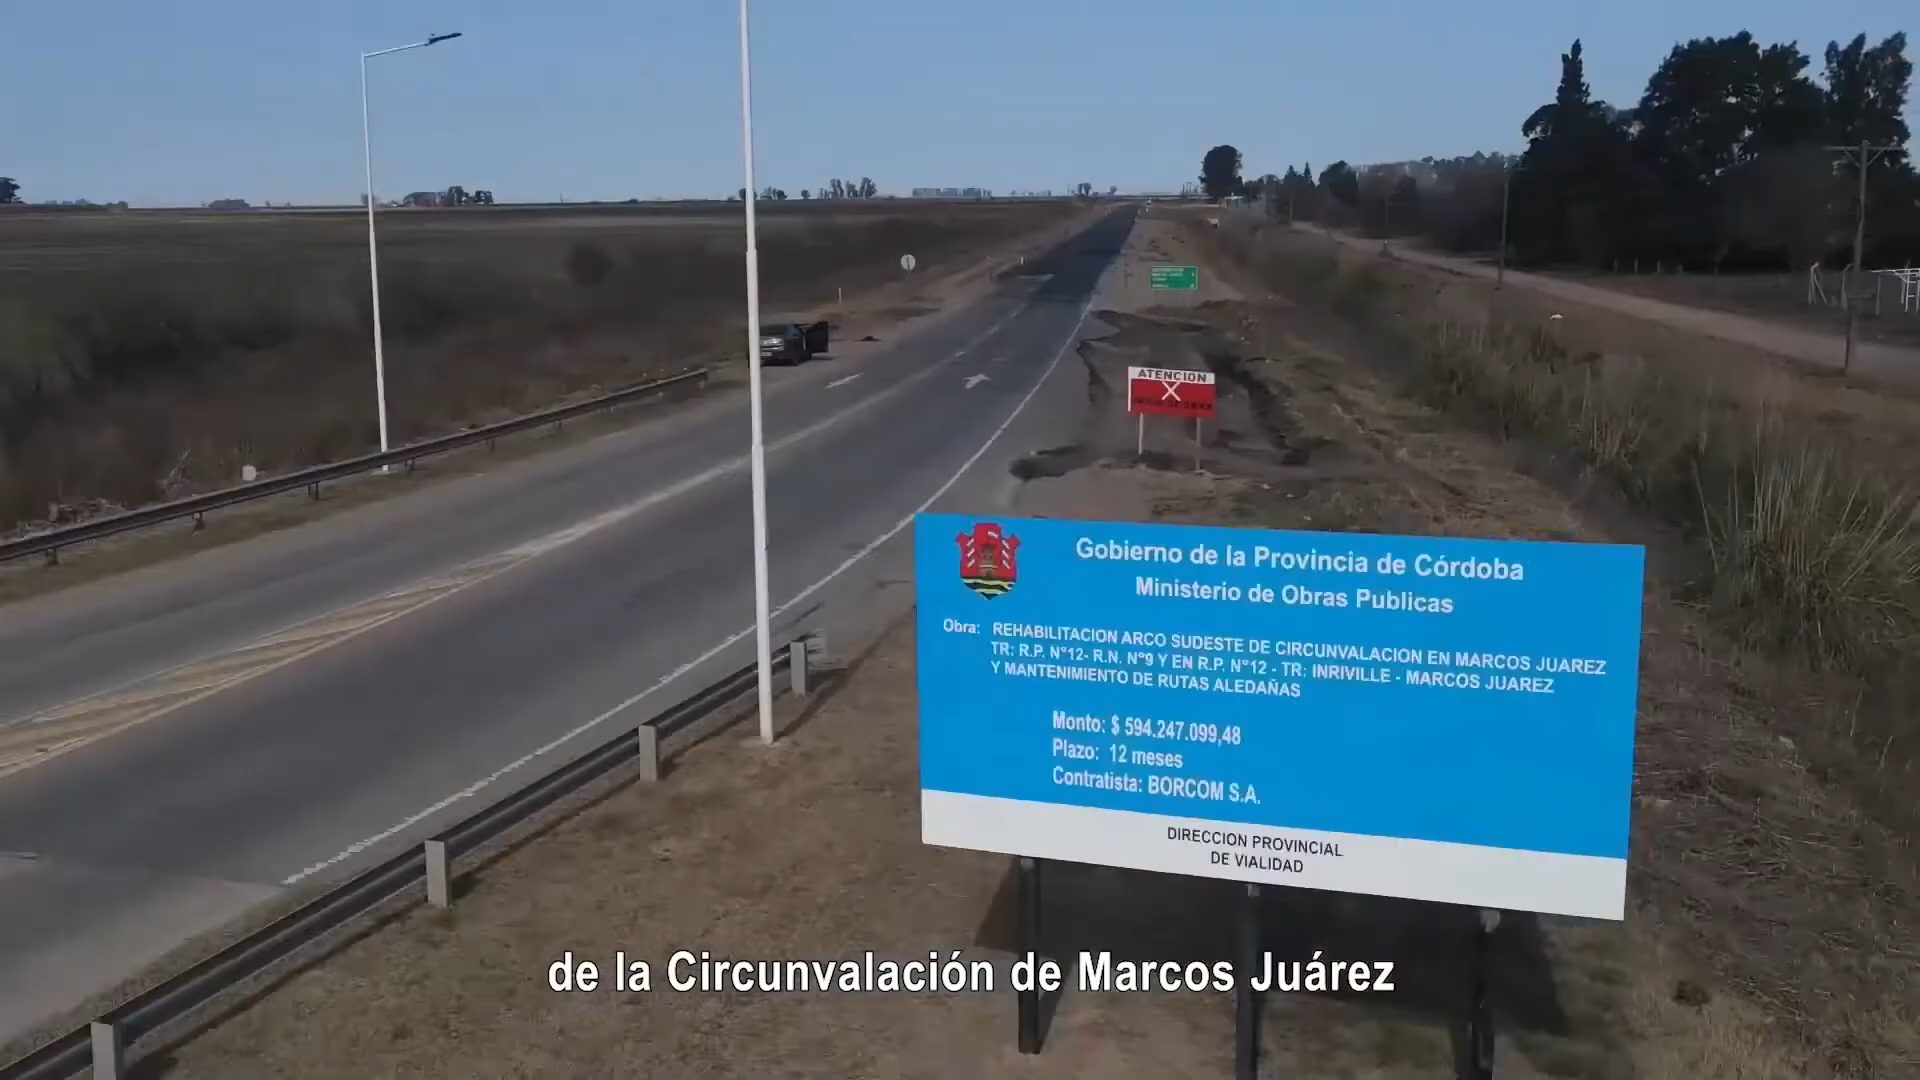 ATENCION
Gobierno de la Provincia de Córdoba
Ministerio de Obras Publicas
Obra: REHABILITACION ARCO SUDESTE DE CIRCUNVALACION EN MARCOS JUAREZ
TR: R.P. N°12- R.N. N°9 Y EN R.P. N°12 - TR: INRIVILLE - MARCOS JUAREZ
Y MANTENIMIENTO DE RUTAS ALEDAÑAS
Monto: $ 594.247.099,48
Plazo: 12 meses
Contratista: BORCOM S.A.
DIRECCION PROVINCIAL
DE VIALIDAD
de la Circunvalación de Marcos Juárez